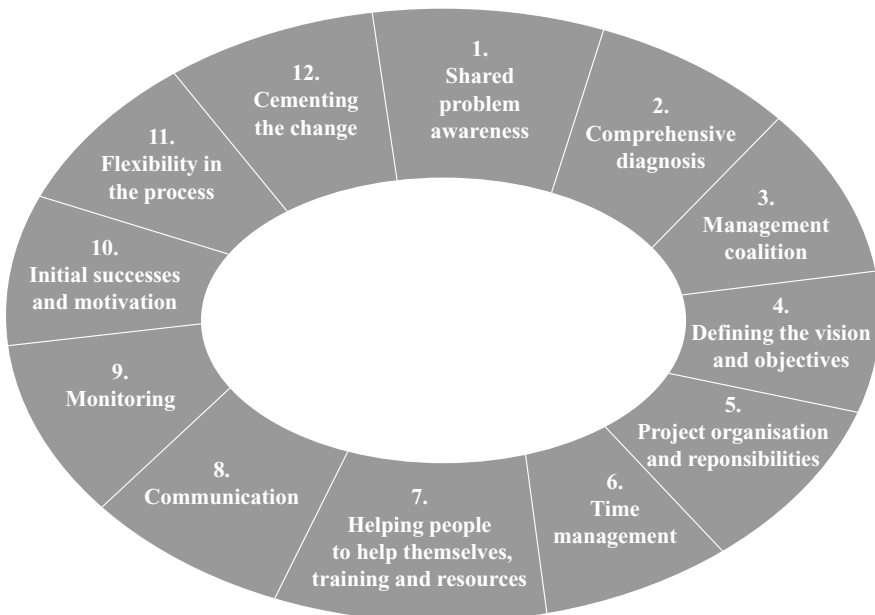 1.
Shared
problem
awareness
2.
Comprehensive
diagnosis
3.
Management
coalition
4.
Defining the vision
and objectives
5.
Project organisation
and reponsibilities
6.
Time
management
7.
Helping people
to help themselves,
training and resources
8.
Communication
9.
Monitoring
10.
Initial successes
and motivation
11.
Flexibility in
the process
12.
Cementing
the change